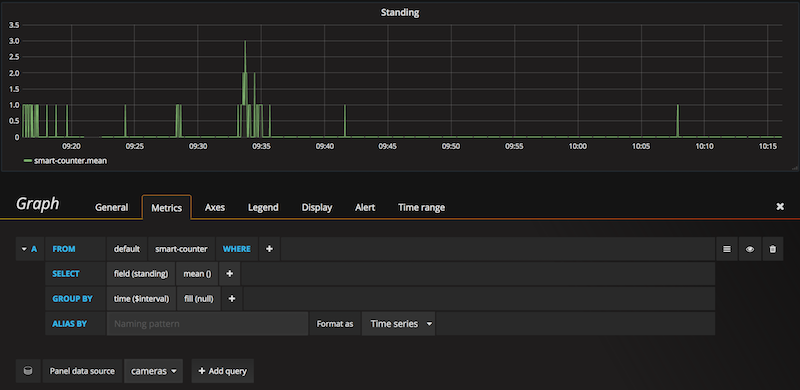 Standing
3.5
3.0
2.5
2.0
1.5
1.0
0.5
0
09:20 09:25 09:30 09:35 09:40 09:45 09:50 09:55 10:00 10:05 10:10 10:15
smart-counter.mean
Graph General Metrics Axes Legend Display Alert Time range
A FROM default smart-counter WHERE
SELECT field (standing) mean ()
GROUP BY time ($interval) fill (null)
ALIAS BY Naming pattern Format as Time series
Panel data source cameras Add query